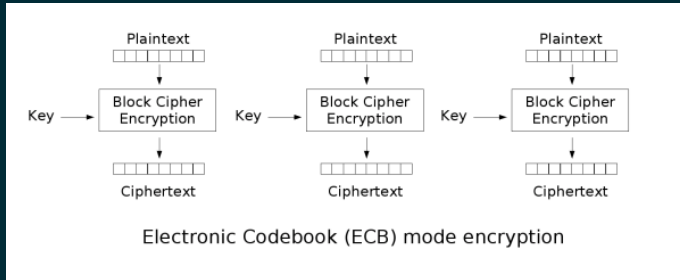 Plaintext Plaintext Plaintext
Key Block Cipher Encryption Key Block Cipher Encryption Key Block Cipher Encryption
Ciphertext Ciphertext Ciphertext
Electronic Codebook (ECB) mode encryption